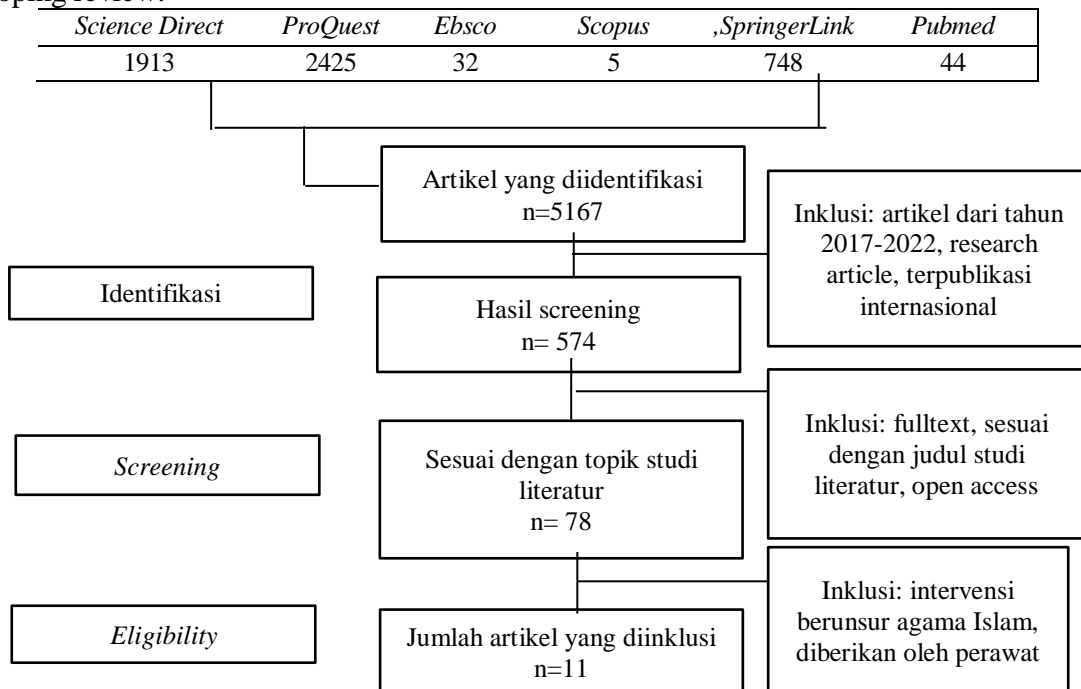 oping review.
Science Direct ProQuest Ebsco Scopus ,SpringerLink Pubmed
1913 2425 32 5 748 44
Artikel yang diidentifikasi
n=5167
Inklusi: artikel dari tahun
2017-2022, research
article, terpublikasi
internasional
Identifikasi
Hasil screening
n= 574
Inklusi: fulltext, sesuai
dengan judul studi
literatur, open access
Screening
Sesuai dengan topik studi
literatur
n= 78
Inklusi: intervensi
berunsur agama Islam,
diberikan oleh perawat
Eligibility
Jumlah artikel yang diinklusi
n=11